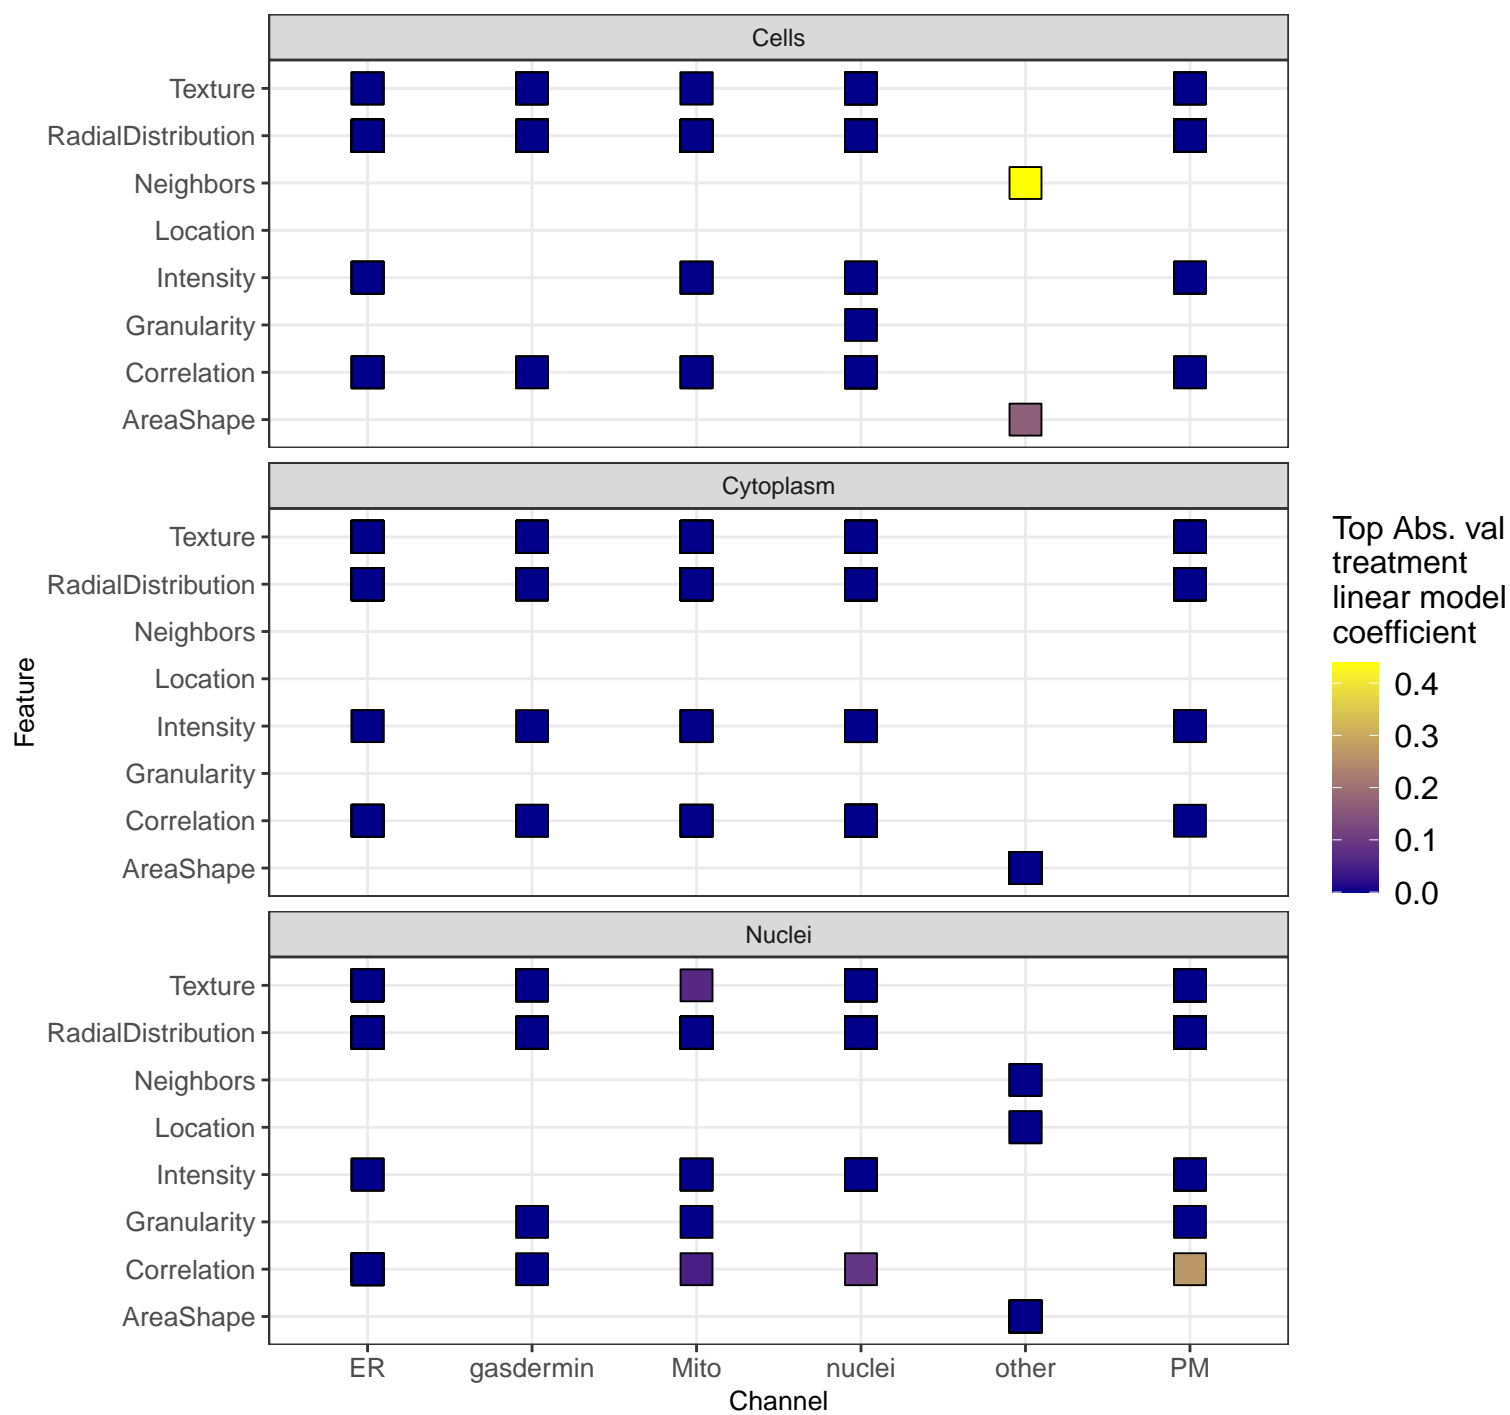 Cells
Texture
RadialDistribution
Neighbors
Location
Intensity
Granularity
Correlation
AreaShape
Cytoplasm
Texture
RadialDistribution
Neighbors
Location
Intensity
Granularity
Correlation
AreaShape
Nuclei
Texture
RadialDistribution
Neighbors
Location
Intensity
Granularity
Correlation
AreaShape
ER gasdermin Mito nuclei other PM
Channel
Feature
Top Abs. val
treatment
linear model
coefficient
0.4
0.3
0.2
0.1
0.0